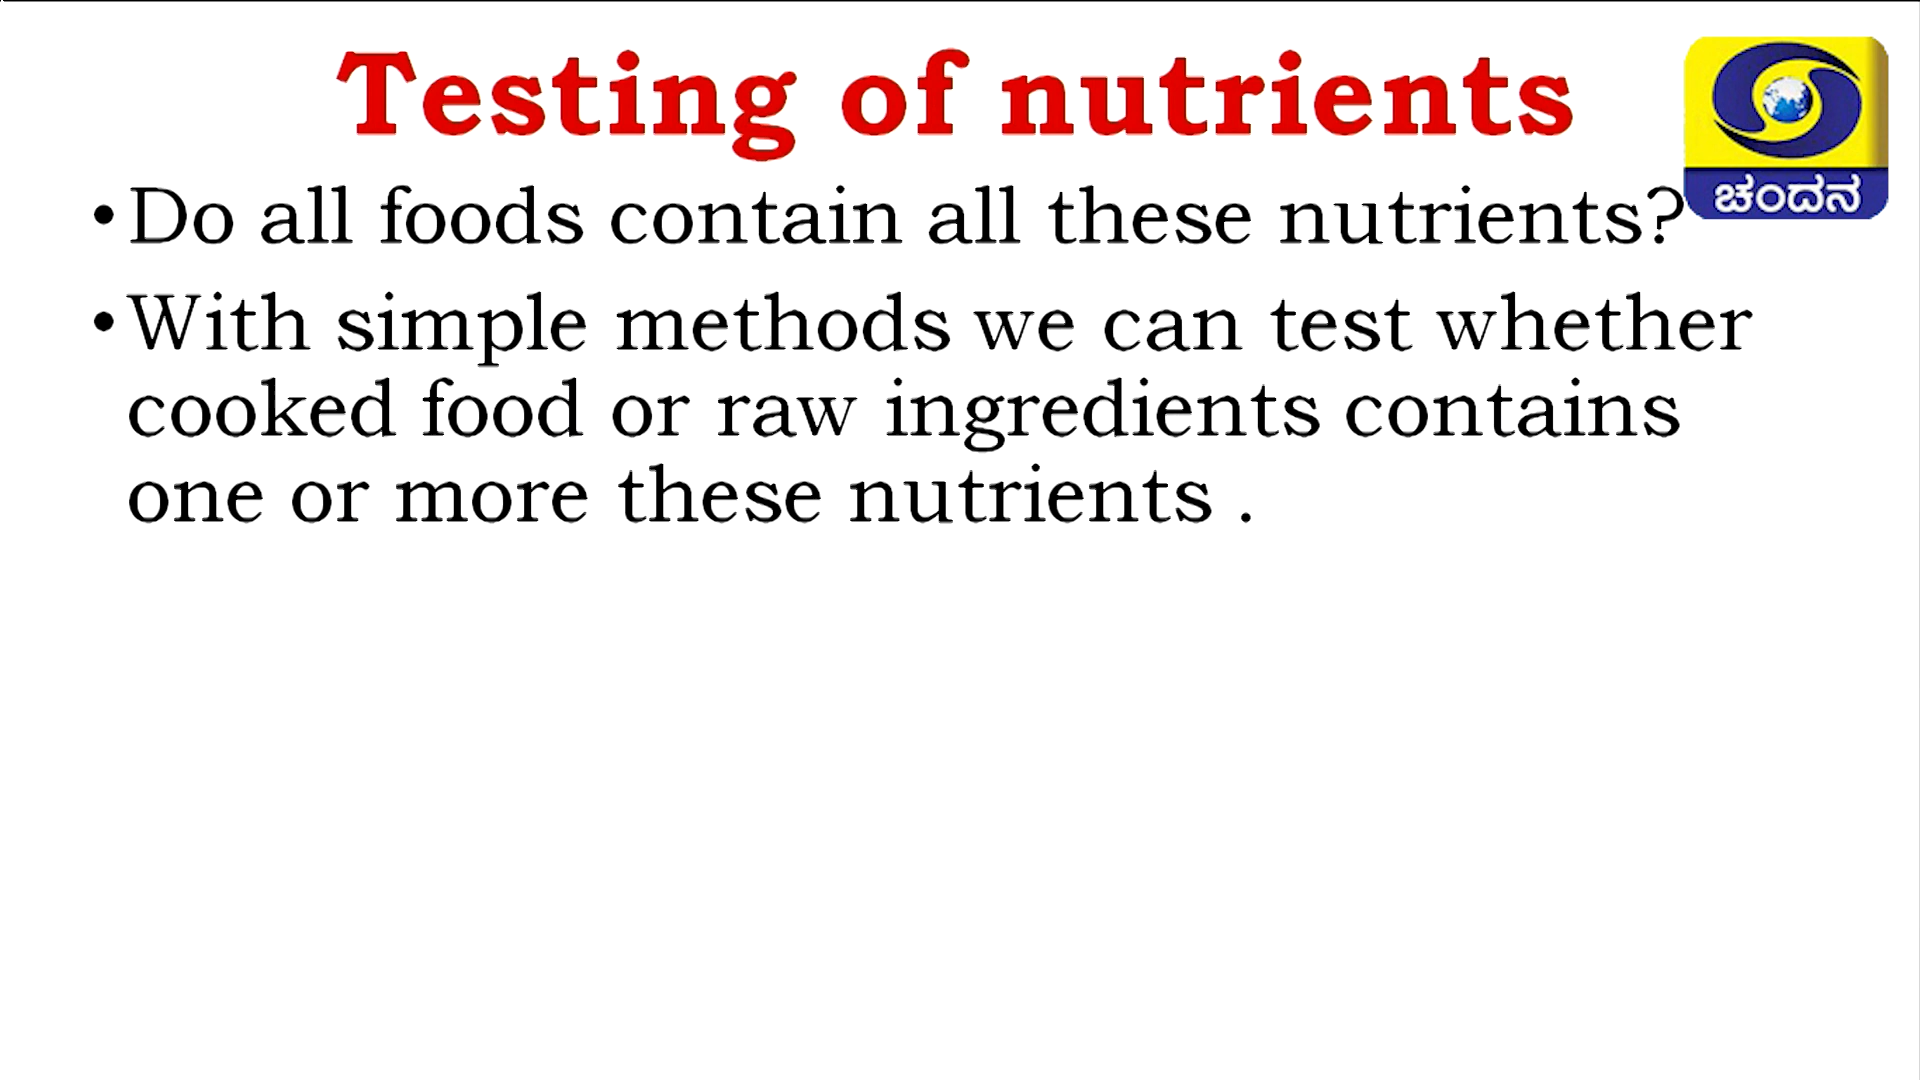 Testing of nutrients
ಚಂದನ
•Do all foods contain all these nutrients?
•With simple methods we can test whether
cooked food or raw ingredients contains
one or more these nutrients .